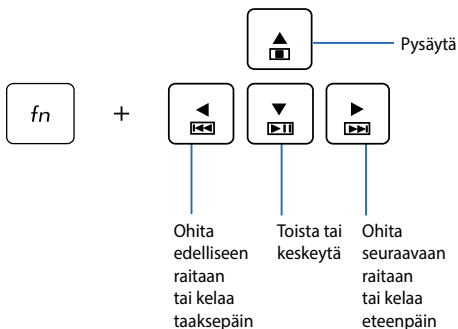 Pysäytä
fn
+
Ohita
edelliseen
raitaan
tai kelaa
taaksepäin
Toista tai
keskeytä
Ohita
seuraavaan
raitaan
tai kelaa
eteenpäin